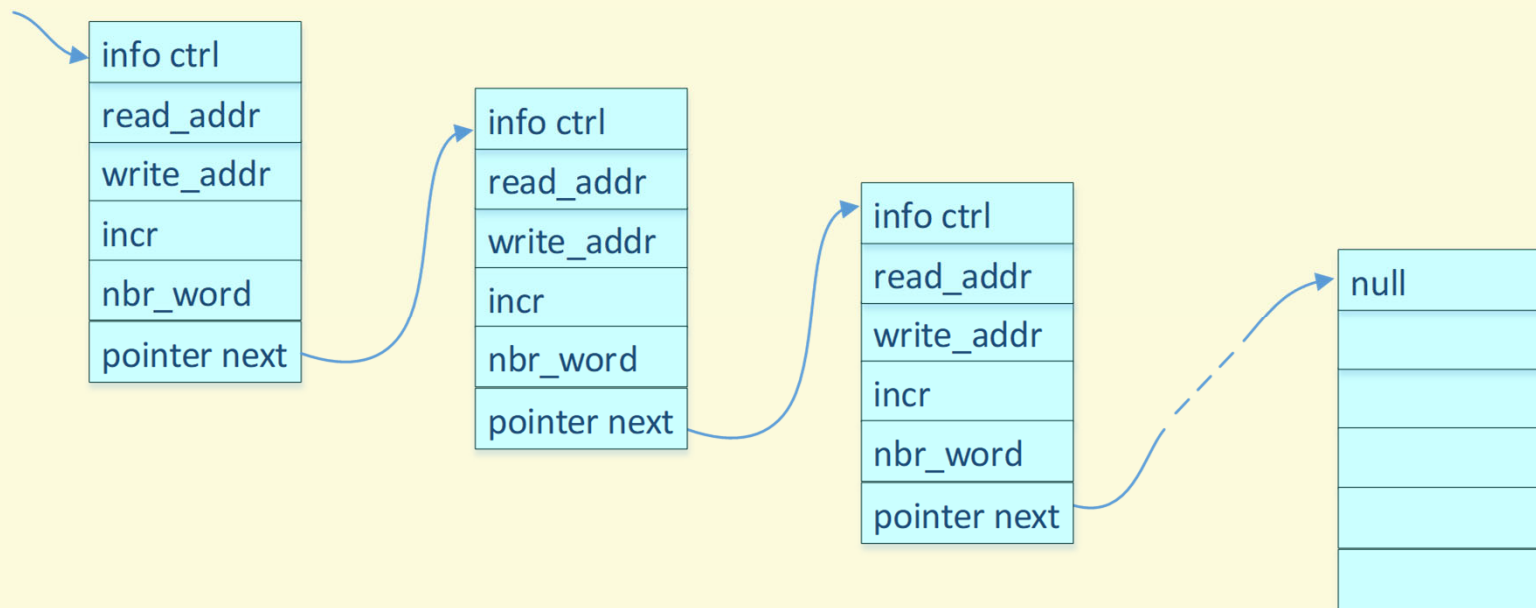 info ctrl
read_addr
write_addr
incr
nbr_word
pointer next
info ctrl
read_addr
write_addr
incr
nbr_word
pointer next
info ctrl
read_addr
write_addr
incr
nbr_word
pointer next
null